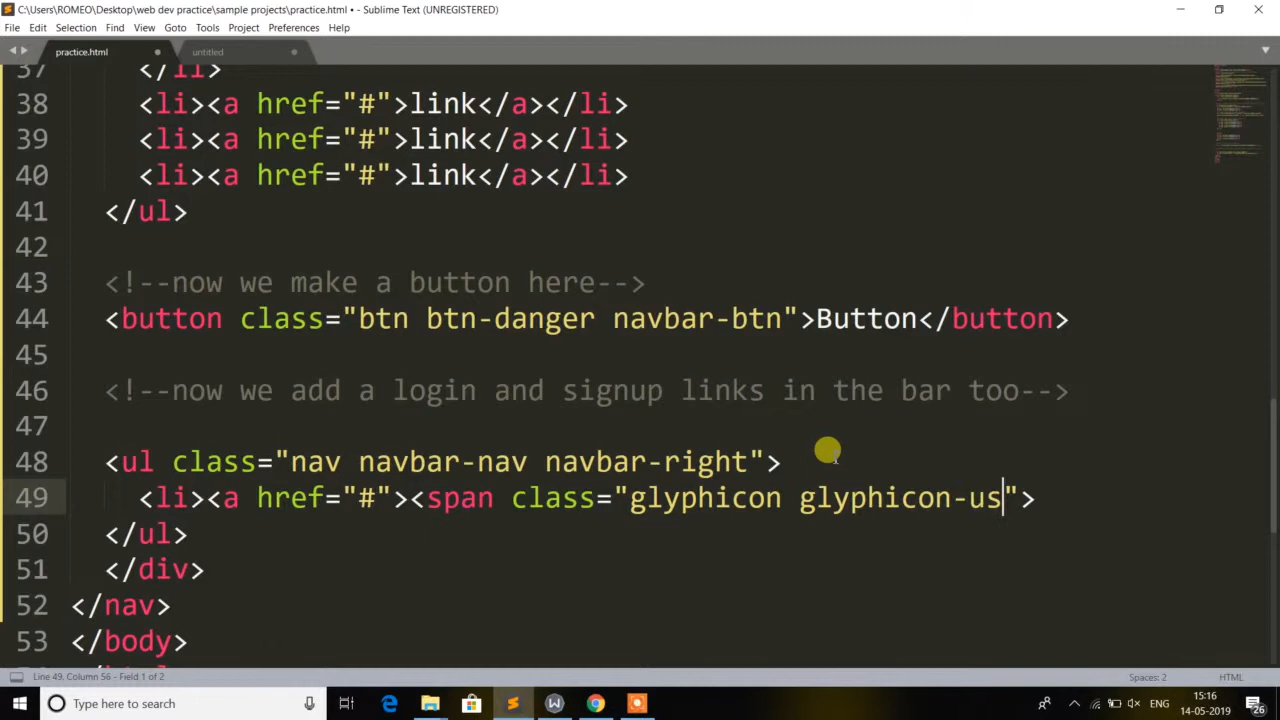 C:\Users\ROMEO\Desktop\web dev practice\sample projects\practice.html • - Sublime Text (UNREGISTERED)
File Edit Selection Find View Goto Tools Project Preferences Help
practice.html untitled
37 </li>
38 <li><a href="#">link</a></li>
39 <li><a href="#">link</a></li>
40 <li><a href="#">link</a></li>
41 </ul>
42
43 <!--now we make a button here-->
44 <button class="btn btn-danger navbar-btn">Button</button>
45
46 <!--now we add a login and signup links in the bar too-->
47
48 <ul class="nav navbar-nav navbar-right">
49 <li><a href="#"><span class="glyphicon glyphicon-us">
50 </ul>
51 </div>
52 </nav>
53 </body>
Line 49, Column 56 - Field 1 of 2 Spaces: 2 HTML
Type here to search ENG 15:16
14-05-2019 26